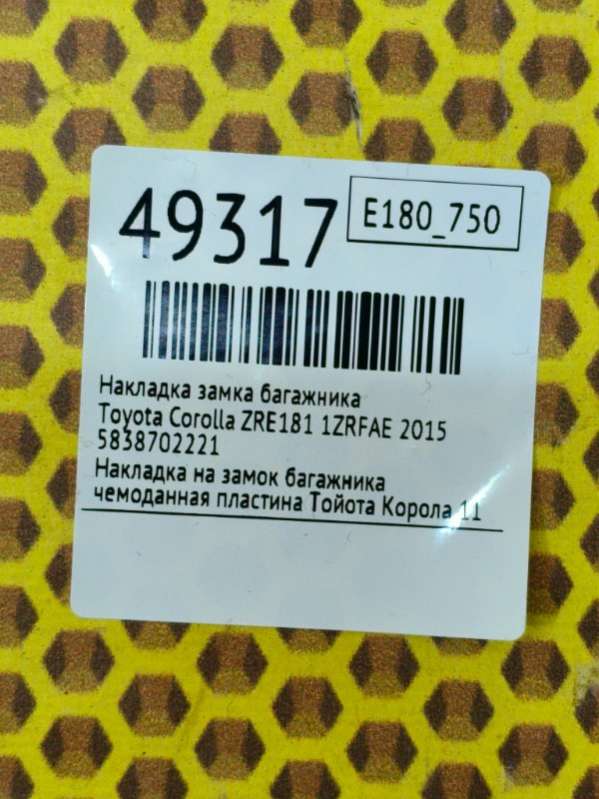 49317
E180_750
Накладка замка багажника
Toyota Corolla ZRE181 1ZRFAE 2015
5838702221
Накладка на замок багажника
чемоданная пластина Тойота Корола 11